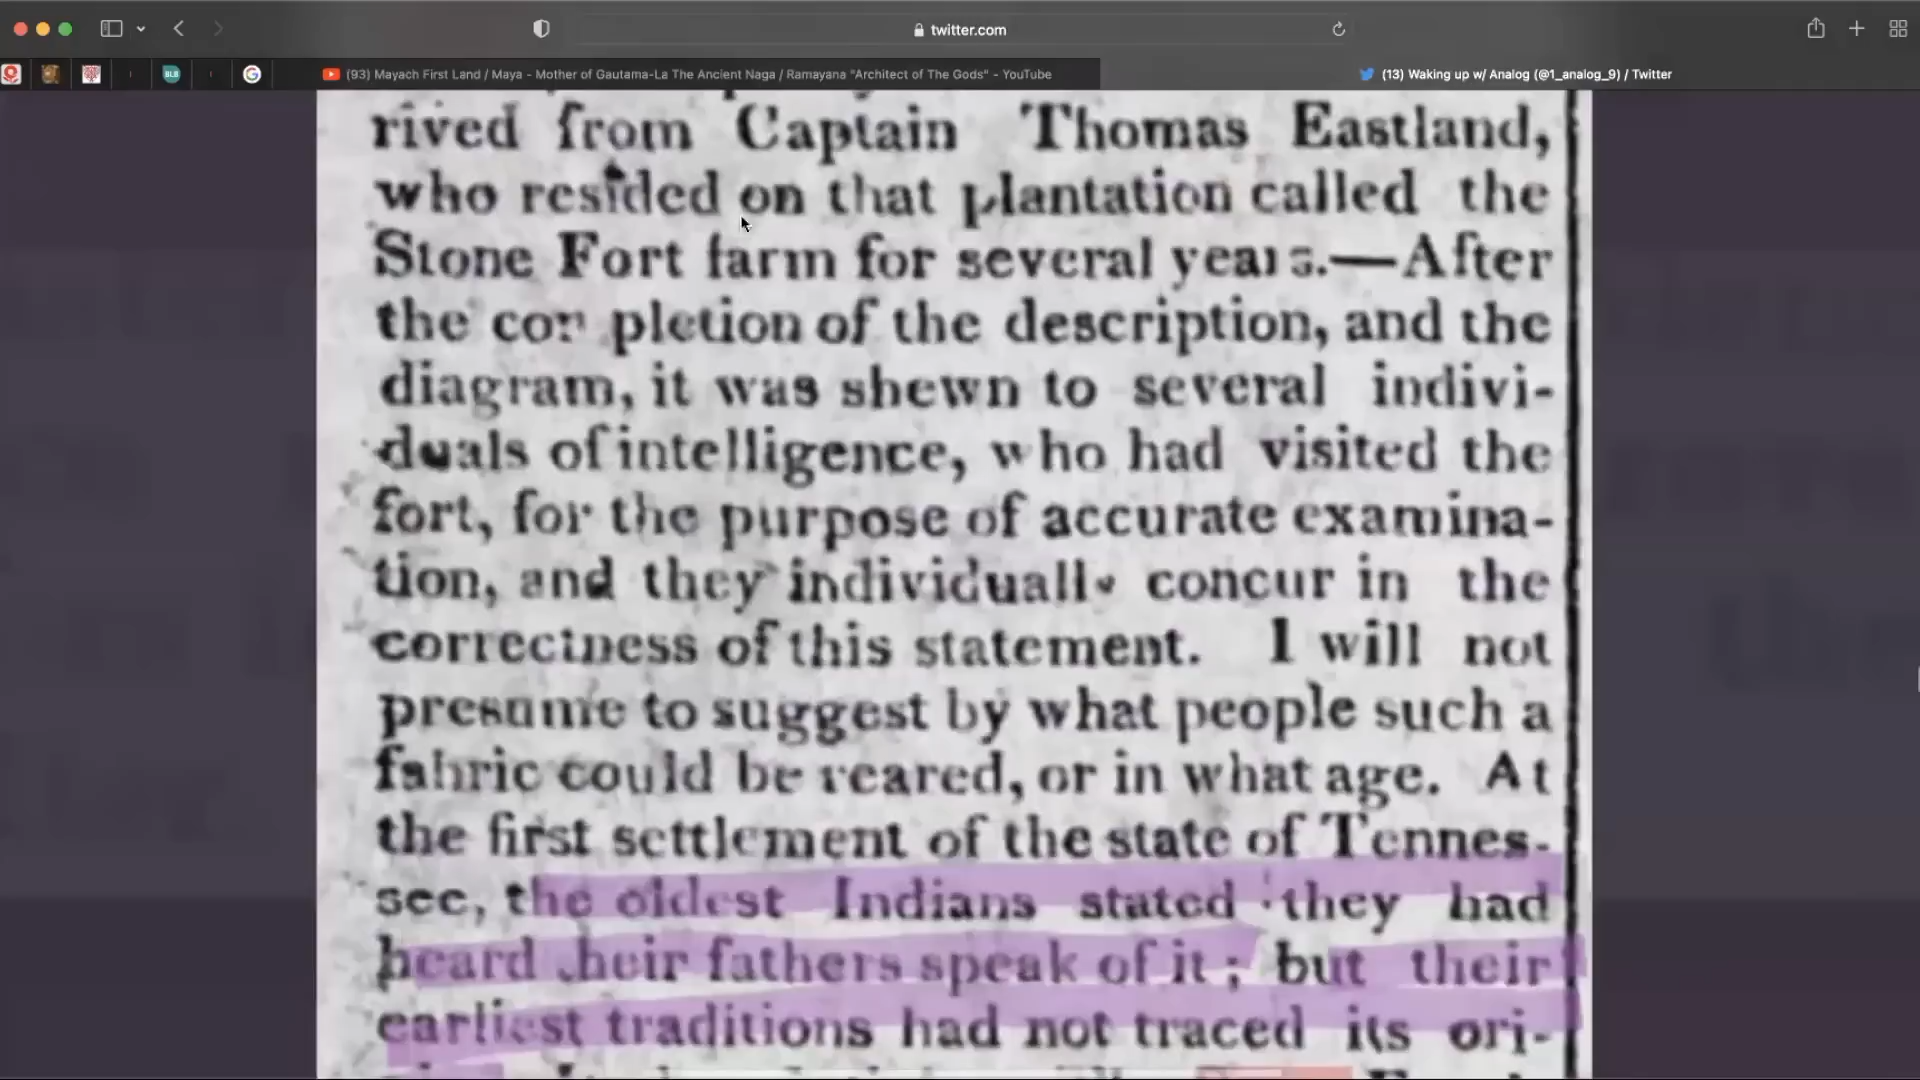 twitter.com
(93) Mayach First Land / Maya - Mother of Gautama-La The Ancient Naga / Ramayana "Architect of The Gods" - YouTube
(13) Waking up w/ Analog (@1_analog_9) / Twitter
BLB
rived from Captain Thomas Eastland,
who resided on that plantation called the
Stone Fort farm for several years.—After
the completion of the description, and the
diagram, it was shewn to several indivi-
duals of intelligence, who had visited the
fort, for the purpose of accurate examina-
tion, and they individually concur in the
correctness of this statement. I will not
presume to suggest by what people such a
fabric could be reared, or in what age. At
the first settlement of the state of Tennes-
see, the oldest Indians stated they had
heard their fathers speak of it; but their
earliest traditions had not traced its ori-